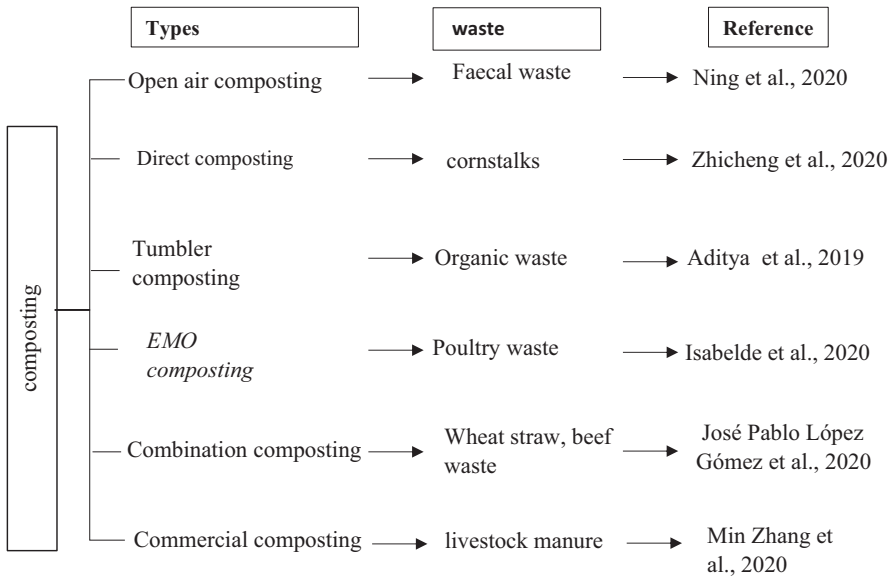 Types waste Reference
Open air composting Faecal waste Ning et al., 2020
Direct composting cornstalks Zhicheng et al., 2020
Tumbler
composting Organic waste Aditya et al., 2019
EMO
composting Poultry waste Isabelde et al., 2020
Combination composting Wheat straw, beef
waste José Pablo López
Gómez et al., 2020
Commercial composting livestock manure Min Zhang et
al., 2020
composting